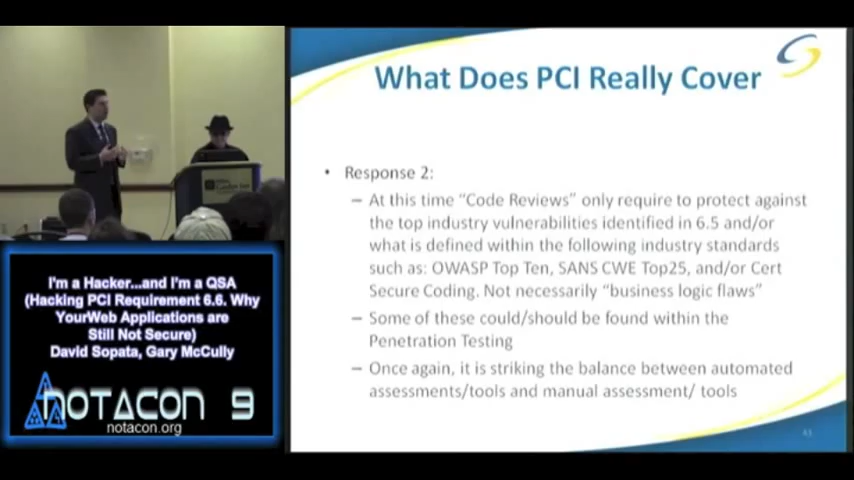 What Does PCI Really Cover
• Response 2:
– At this time “Code Reviews” only require to protect against
the top industry vulnerabilities identified in 6.5 and/or
what is defined within the following industry standards
such as: OWASP Top Ten, SANS CWE Top25, and/or Cert
Secure Coding. Not necessarily “business logic flaws”
– Some of these could/should be found within the
Penetration Testing
– Once again, it is striking the balance between automated
assessments/tools and manual assessment/ tools
I'm a Hacker...and I'm a QSA
(Hacking PCI Requirement 6.6. Why
YourWeb Applications are
Still Not Secure)
David Sopata, Gary McCully
NOTACON 9
notacon.org